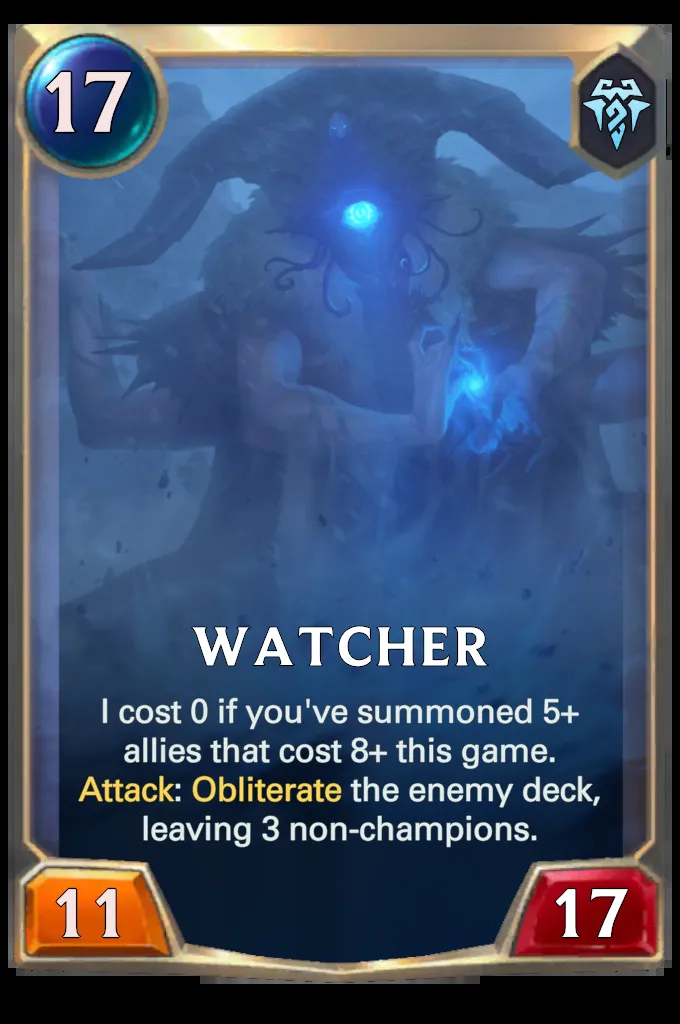 17
WATCHER
I cost 0 if you've summoned 5+
allies that cost 8+ this game.
Attack: Obliterate the enemy deck,
leaving 3 non-champions.
11
17